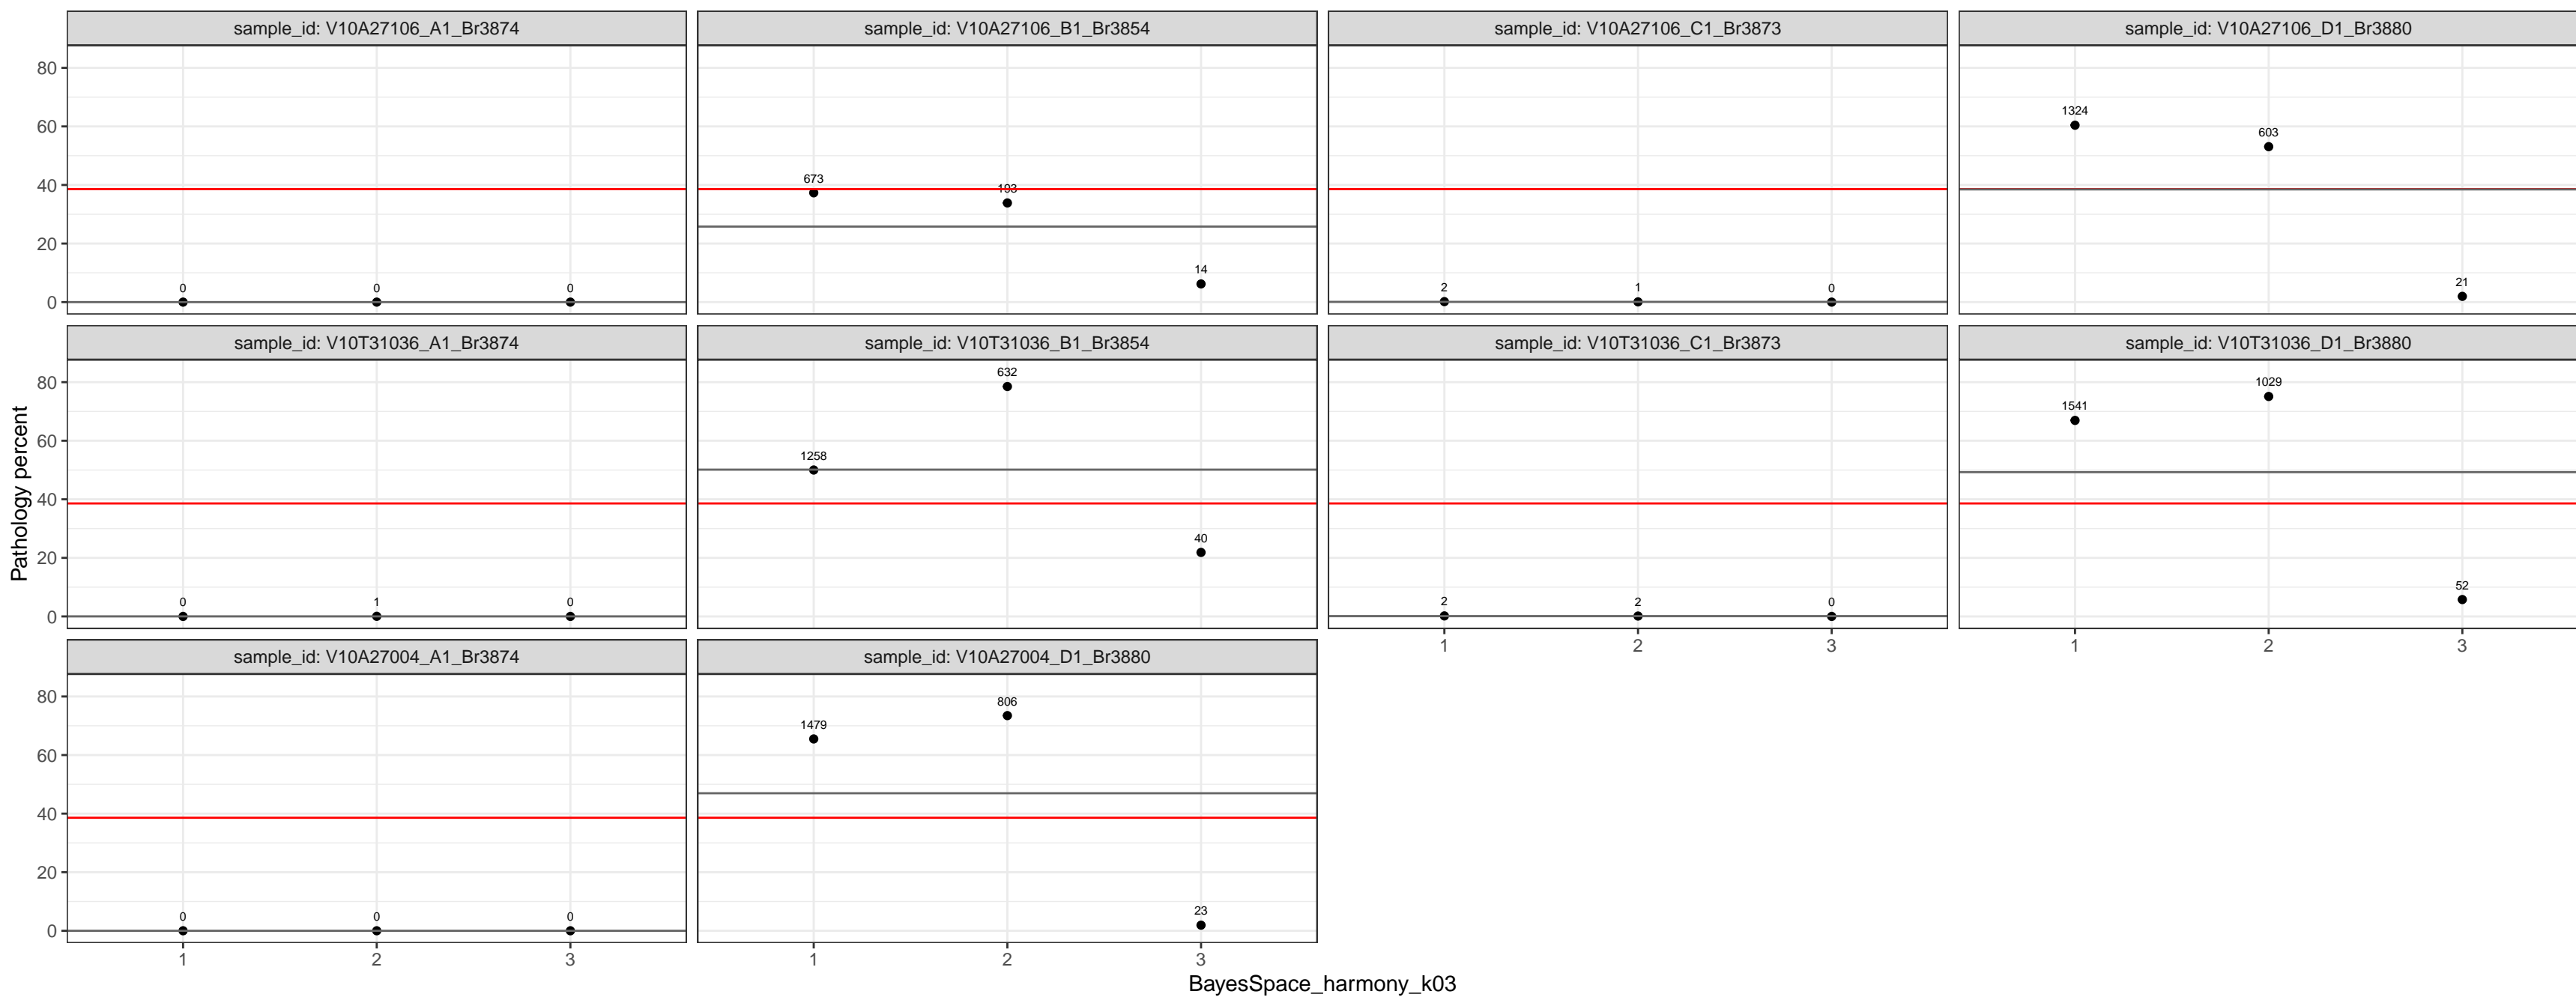 sample_id: V10A27106_A1_Br3874
sample_id: V10A27106_B1_Br3854
sample_id: V10A27106_C1_Br3873
sample_id: V10A27106_D1_Br3880
80
60
40
20
0
0
0
0
673
193
14
2
1
0
1324
603
21
sample_id: V10T31036_A1_Br3874
sample_id: V10T31036_B1_Br3854
sample_id: V10T31036_C1_Br3873
sample_id: V10T31036_D1_Br3880
Pathology percent
80
60
40
20
0
0
1
0
1258
632
40
2
2
0
1541
1029
52
1 2 3
1 2 3
sample_id: V10A27004_A1_Br3874
sample_id: V10A27004_D1_Br3880
80
60
40
20
0
0
0
0
1479
806
23
1 2 3
1 2 3
BayesSpace_harmony_k03